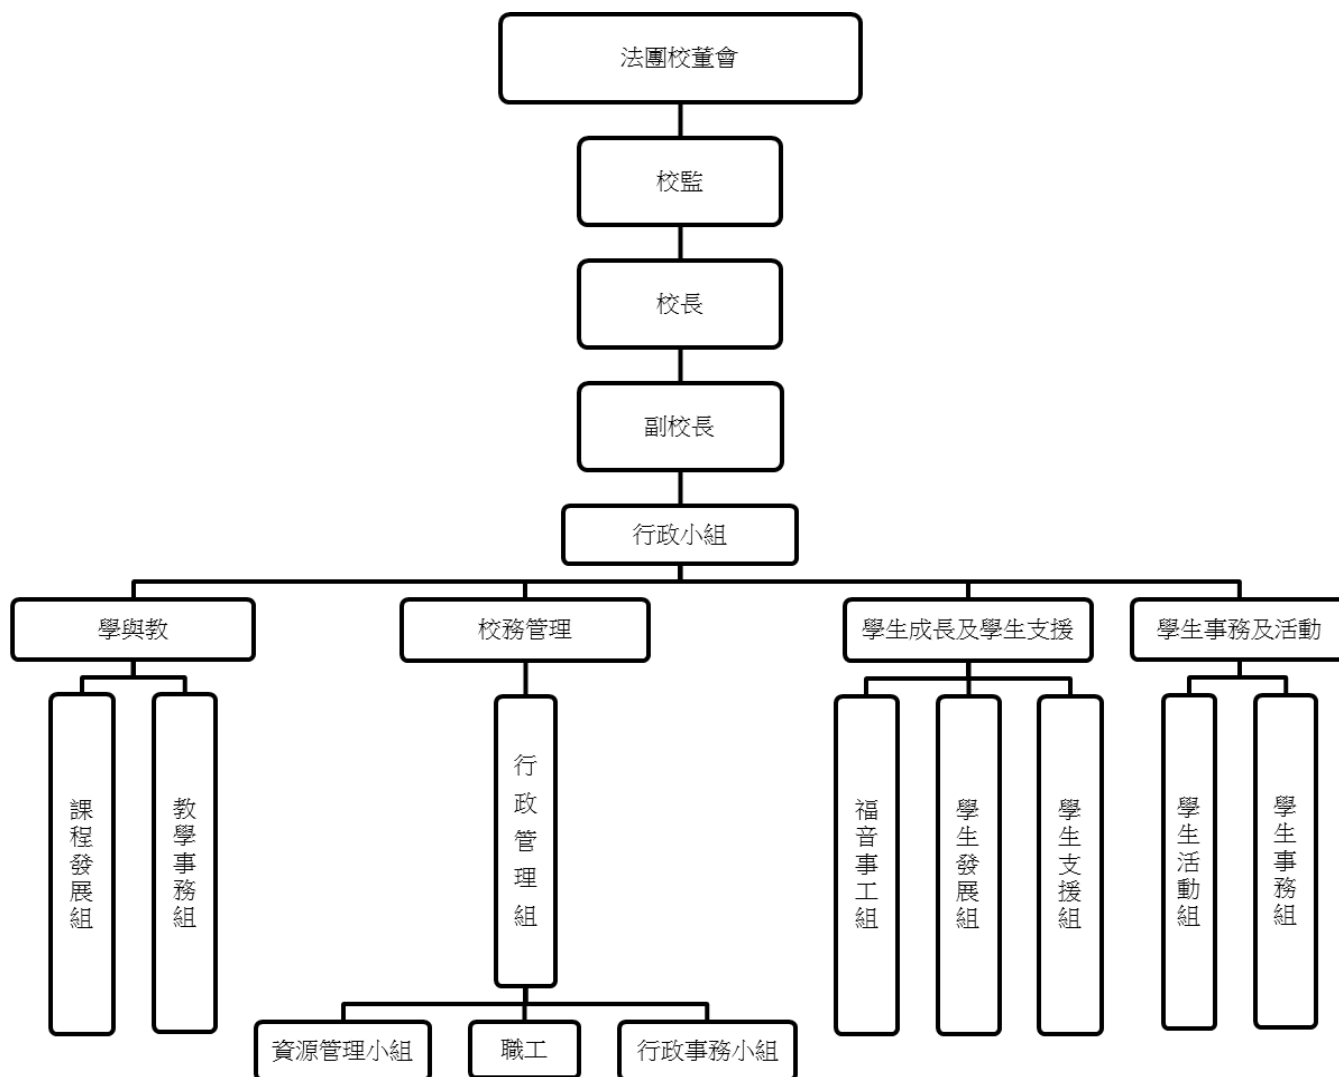 法團校董會
校監
校長
副校長
行政小組
學與教
校務管理
學生成長及學生支援
學生事務及活動
課程發展組
教學事務組
行政管理組
福音事工組
學生發展組
學生支援組
學生活動組
學生事務組
資源管理小組
職工
行政事務小組